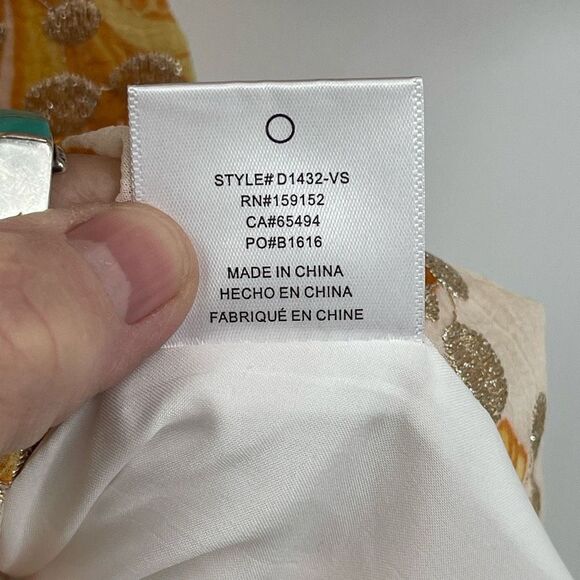 STYLE# D1432-VS
RN#159152
CA#65494
PO#B1616
MADE IN CHINA
HECHO EN CHINA
FABRIQUÉ EN CHINE